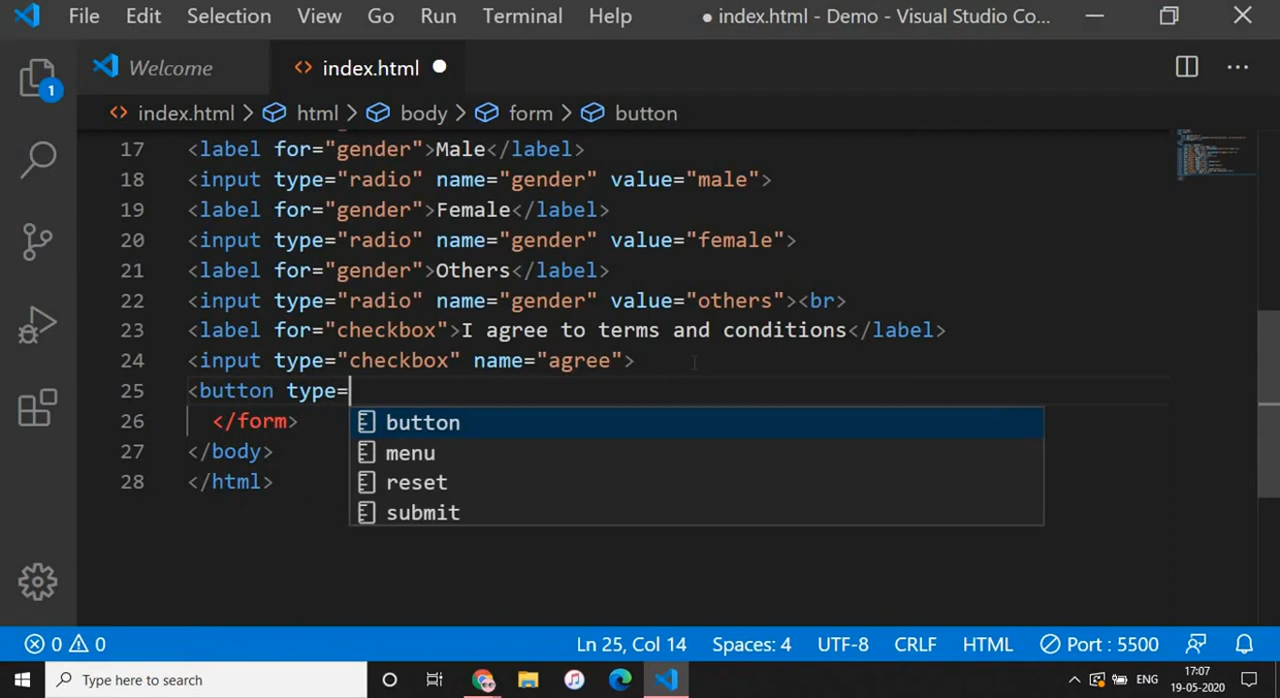 File Edit Selection View Go Run Terminal Help ● index.html - Demo - Visual Studio Co...
Welcome index.html
1
index.html > html > body > form > button
17 <label for="gender">Male</label>
18 <input type="radio" name="gender" value="male">
19 <label for="gender">Female</label>
20 <input type="radio" name="gender" value="female">
21 <label for="gender">Others</label>
22 <input type="radio" name="gender" value="others"><br>
23 <label for="checkbox">I agree to terms and conditions</label>
24 <input type="checkbox" name="agree">
25 <button type=
26 </form>
button
27 </body>
menu
28 </html>
reset
submit
0 0 Ln 25, Col 14 Spaces: 4 UTF-8 CRLF HTML Port : 5500
Type here to search ENG 17:07
19-05-2020